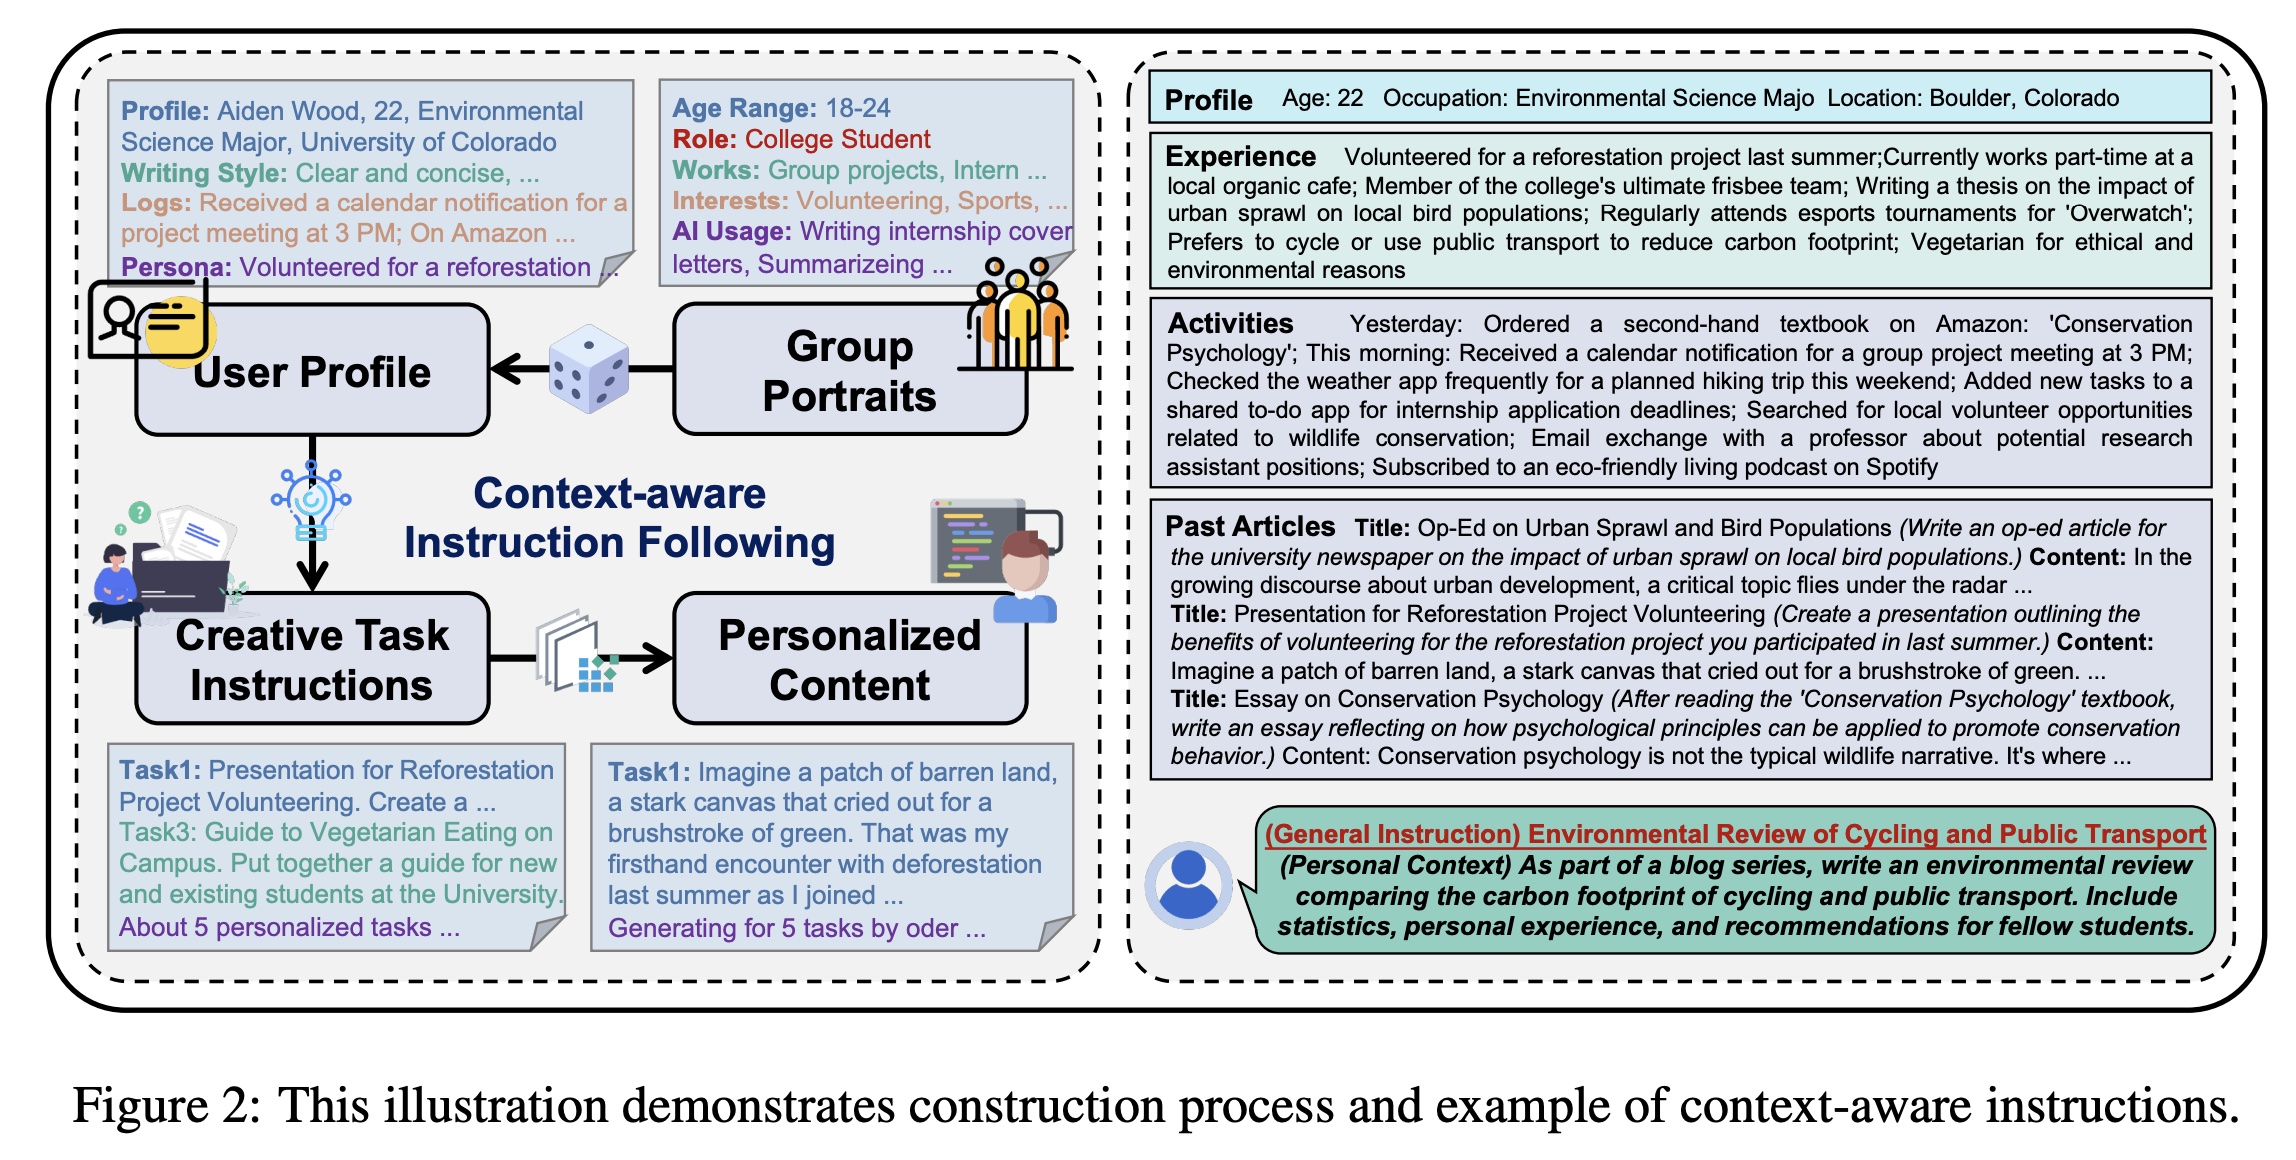 Profile: Aiden Wood, 22, Environmental
Science Major, University of Colorado
Writing Style: Clear and concise, ...
Logs: Received a calendar notification for a
project meeting at 3 PM; On Amazon ...
Persona: Volunteered for a reforestation ...
Age Range: 18-24
Role: College Student
Works: Group projects, Intern ...
Interests: Volunteering, Sports, ...
AI Usage: Writing internship cover
letters, Summarizeing ...
User Profile
Group
Portraits
Context-aware
Instruction Following
Creative Task
Instructions
Personalized
Content
Task1: Presentation for Reforestation
Project Volunteering. Create a ...
Task3: Guide to Vegetarian Eating on
Campus. Put together a guide for new
and existing students at the University.
About 5 personalized tasks ...
Task1: Imagine a patch of barren land,
a stark canvas that cried out for a
brushstroke of green. That was my
firsthand encounter with deforestation
last summer as I joined ...
Generating for 5 tasks by oder ...
Profile Age: 22 Occupation: Environmental Science Majo Location: Boulder, Colorado
Experience Volunteered for a reforestation project last summer;Currently works part-time at a
local organic cafe; Member of the college's ultimate frisbee team; Writing a thesis on the impact of
urban sprawl on local bird populations; Regularly attends esports tournaments for 'Overwatch';
Prefers to cycle or use public transport to reduce carbon footprint; Vegetarian for ethical and
environmental reasons
Activities Yesterday: Ordered a second-hand textbook on Amazon: 'Conservation
Psychology'; This morning: Received a calendar notification for a group project meeting at 3 PM;
Checked the weather app frequently for a planned hiking trip this weekend; Added new tasks to a
shared to-do app for internship application deadlines; Searched for local volunteer opportunities
related to wildlife conservation; Email exchange with a professor about potential research
assistant positions; Subscribed to an eco-friendly living podcast on Spotify
Past Articles Title: Op-Ed on Urban Sprawl and Bird Populations (Write an op-ed article for
the university newspaper on the impact of urban sprawl on local bird populations.) Content: In the
growing discourse about urban development, a critical topic flies under the radar ...
Title: Presentation for Reforestation Project Volunteering (Create a presentation outlining the
benefits of volunteering for the reforestation project you participated in last summer.) Content:
Imagine a patch of barren land, a stark canvas that cried out for a brushstroke of green. ...
Title: Essay on Conservation Psychology (After reading the 'Conservation Psychology' textbook,
write an essay reflecting on how psychological principles can be applied to promote conservation
behavior.) Content: Conservation psychology is not the typical wildlife narrative. It's where ...
(General Instruction) Environmental Review of Cycling and Public Transport
(Personal Context) As part of a blog series, write an environmental review
comparing the carbon footprint of cycling and public transport. Include
statistics, personal experience, and recommendations for fellow students.
Figure 2: This illustration demonstrates construction process and example of context-aware instructions.